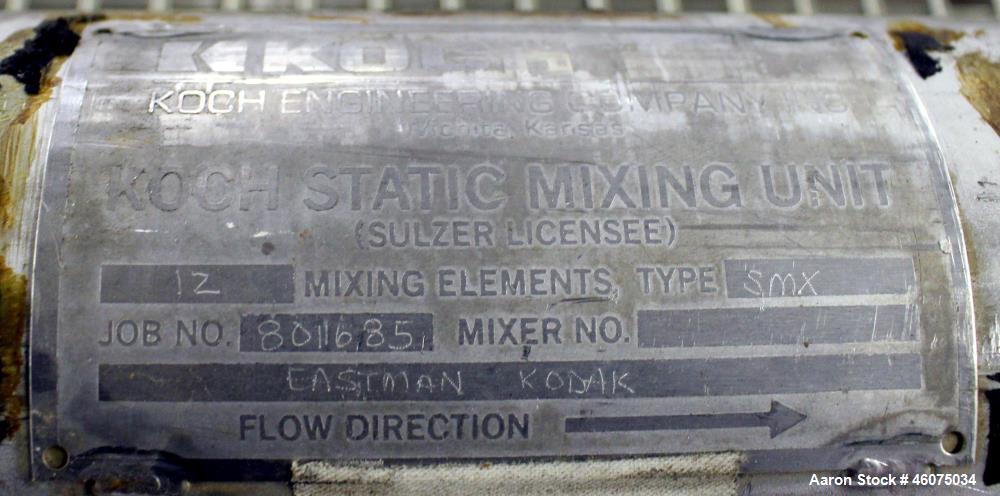 KOCH
KOCH ENGINEERING COMPANY, INC.
Wichita, Kansas
KOCH STATIC MIXING UNIT
(SULZER LICENSEE)
12 MIXING ELEMENTS, TYPE SMX
JOB NO. 8011685 MIXER NO.
EASTMAN KODAK
FLOW DIRECTION
Aaron Stock # 46075034